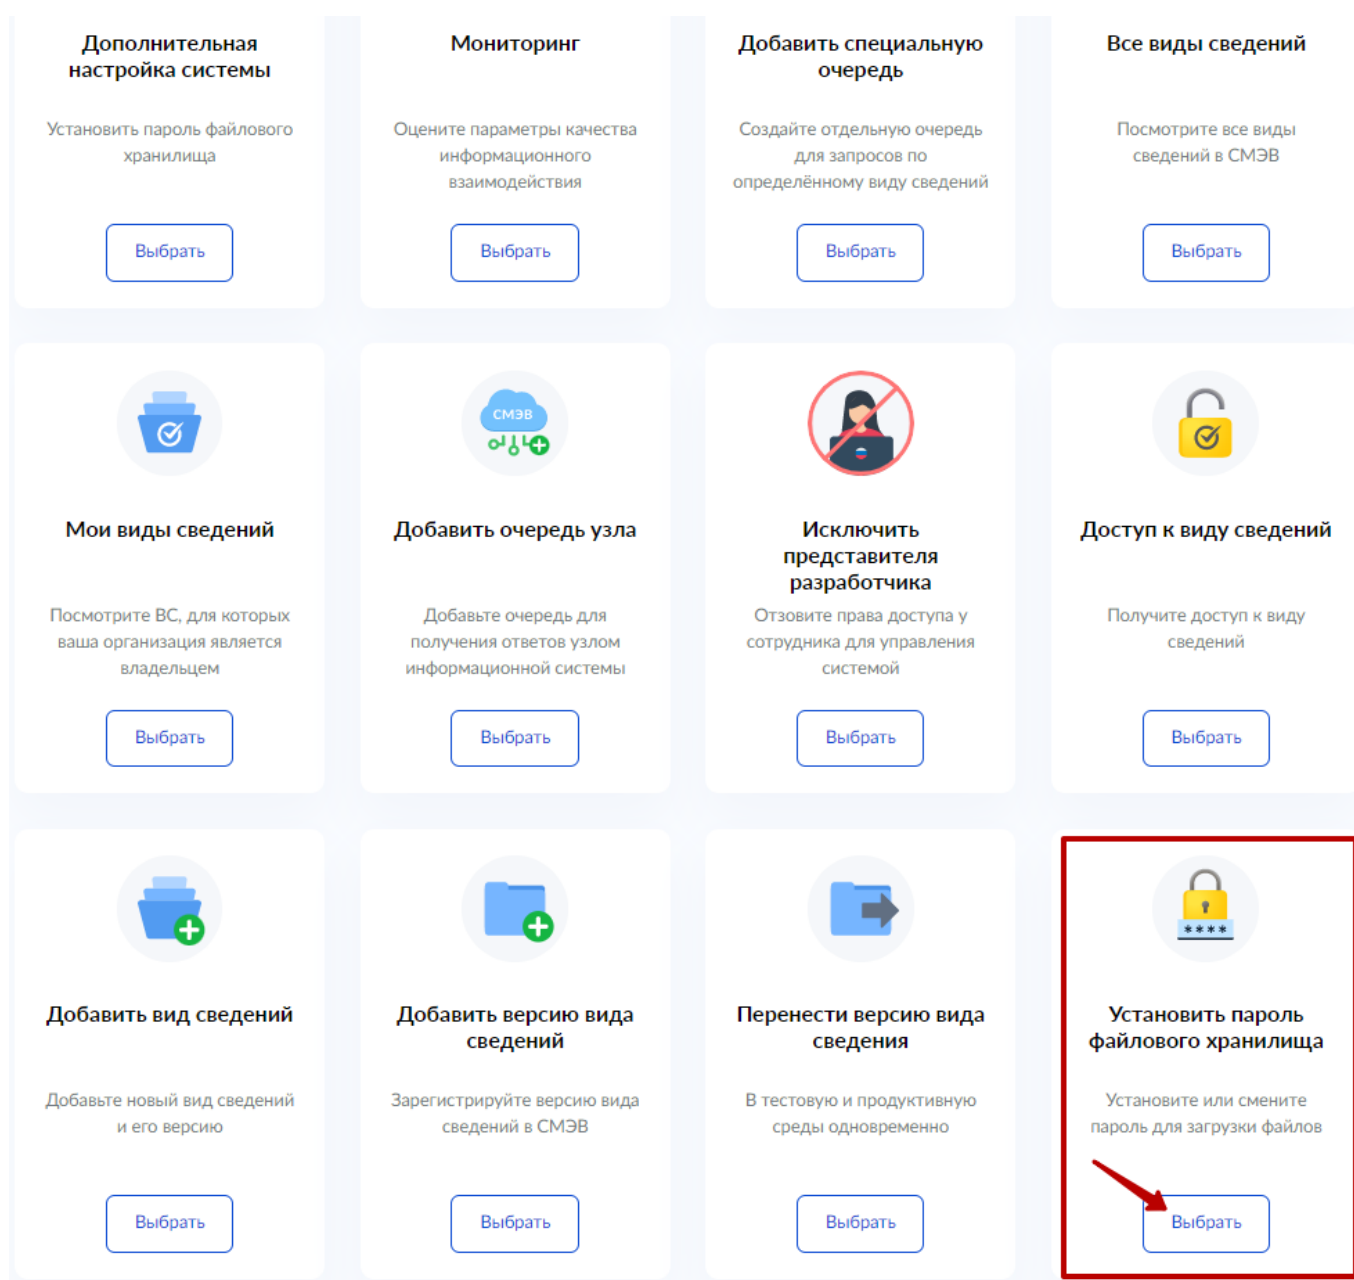 Дополнительная
настройка системы
Установить пароль файлового
хранилища
Выбрать
Мониторинг
Оцените параметры качества
информационного
взаимодействия
Выбрать
Добавить специальную
очередь
Создайте отдельную очередь
для запросов по
определённому виду сведений
Выбрать
Все виды сведений
Посмотрите все виды
сведений в СМЭВ
Выбрать
Мои виды сведений
Посмотрите ВС, для которых
ваша организация является
владельцем
Выбрать
СМЭВ
Добавить очередь узла
Добавьте очередь для
получения ответов узлом
информационной системы
Выбрать
Исключить
представителя
разработчика
Отзовите права доступа у
сотрудника для управления
системой
Выбрать
Доступ к виду сведений
Получите доступ к виду
сведений
Выбрать
Добавить вид сведений
Добавьте новый вид сведений
и его версию
Выбрать
Добавить версию вида
сведений
Зарегистрируйте версию вида
сведений в СМЭВ
Выбрать
Перенести версию вида
сведения
В тестовую и продуктивную
среды одновременно
Выбрать
****
Установить пароль
файлового хранилища
Установите или смените
пароль для загрузки файлов
Выбрать